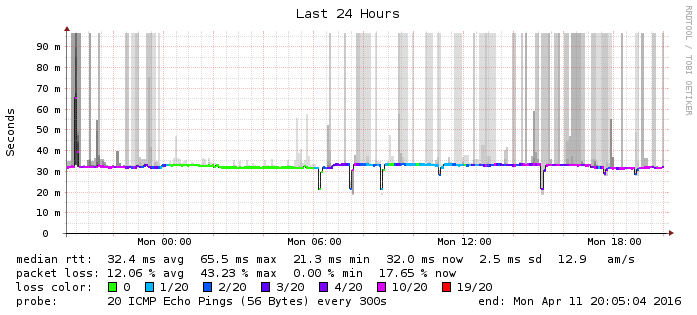 Last 24 Hours
RRDTOOL / TOBI OETIKER
Seconds
90 m
80 m
70 m
60 m
50 m
40 m
30 m
20 m
10 m
0
Mon 00:00 Mon 06:00 Mon 12:00 Mon 18:00
median rtt: 32.4 ms avg 65.5 ms max 21.3 ms min 32.0 ms now 2.5 ms sd 12.9 am/s
packet loss: 12.06 % avg 43.23 % max 0.00 % min 17.65 % now
loss color: 0 1/20 2/20 3/20 4/20 10/20 19/20
probe: 20 ICMP Echo Pings (56 Bytes) every 300s end: Mon Apr 11 20:05:04 2016